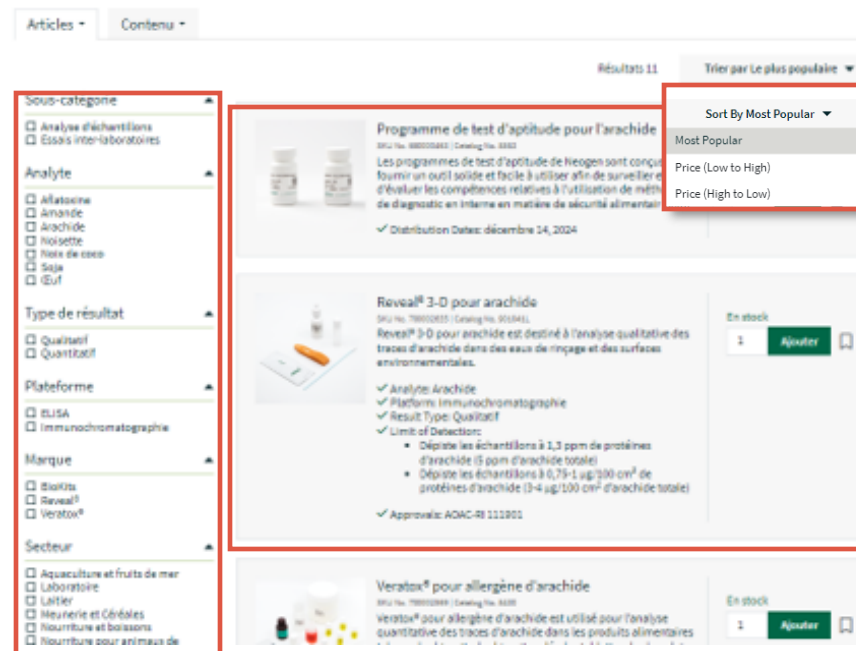 Articles
Contenu
Résultats 11
Trier par Le plus populaire
Sous-catégorie
Analyse d'échantillons
Essais inter-laboratoires
Analyte
Aflatoxine
Amande
Arachide
Noisette
Noix de coco
Soja
Œuf
Type de résultat
Qualitatif
Quantitatif
Plateforme
ELISA
Immunochromatographie
Marque
BioKits
Reveal®
Veratox®
Secteur
Aquaculture et fruits de mer
Laboratoire
Laitier
Meunerie et Céréales
Nourriture et boissons
Nourriture pour animaux de
Sort By Most Popular
Most Popular
Price (Low to High)
Price (High to Low)
Programme de test d'aptitude pour l'arachide
Les programmes de test d'aptitude de Neogen sont conçus
fournir un outil solide et facile à utiliser afin de surveiller e
d'évaluer les compétences relatives à l'utilisation de méth
de diagnostic en interne en matière de sécurité alimentair
Distribution Dates: décembre 14, 2024
Reveal® 3-D pour arachide
Reveal® 3-D pour arachide est destiné à l'analyse qualitative des
traces d'arachide dans des eaux de rinçage et des surfaces
environnementales.
Analyte: Arachide
Platform: Immunochromatographie
Result Type: Qualitatif
Limit of Detection:
Dépiste les échantillons à 1,3 ppm de protéines
d'arachide (5 ppm d'arachide totale)
Dépiste les échantillons à 0,75-1 µg/100 cm² de
protéines d'arachide (3-4 µg/100 cm² d'arachide totale)
Approvals: AOAC-RI 111901
En stock
1
Ajouter
Veratox® pour allergène d'arachide
Veratox® pour allergène d'arachide est utilisé pour l'analyse
quantitative des traces d'arachide dans les produits alimentaires
En stock
1
Ajouter